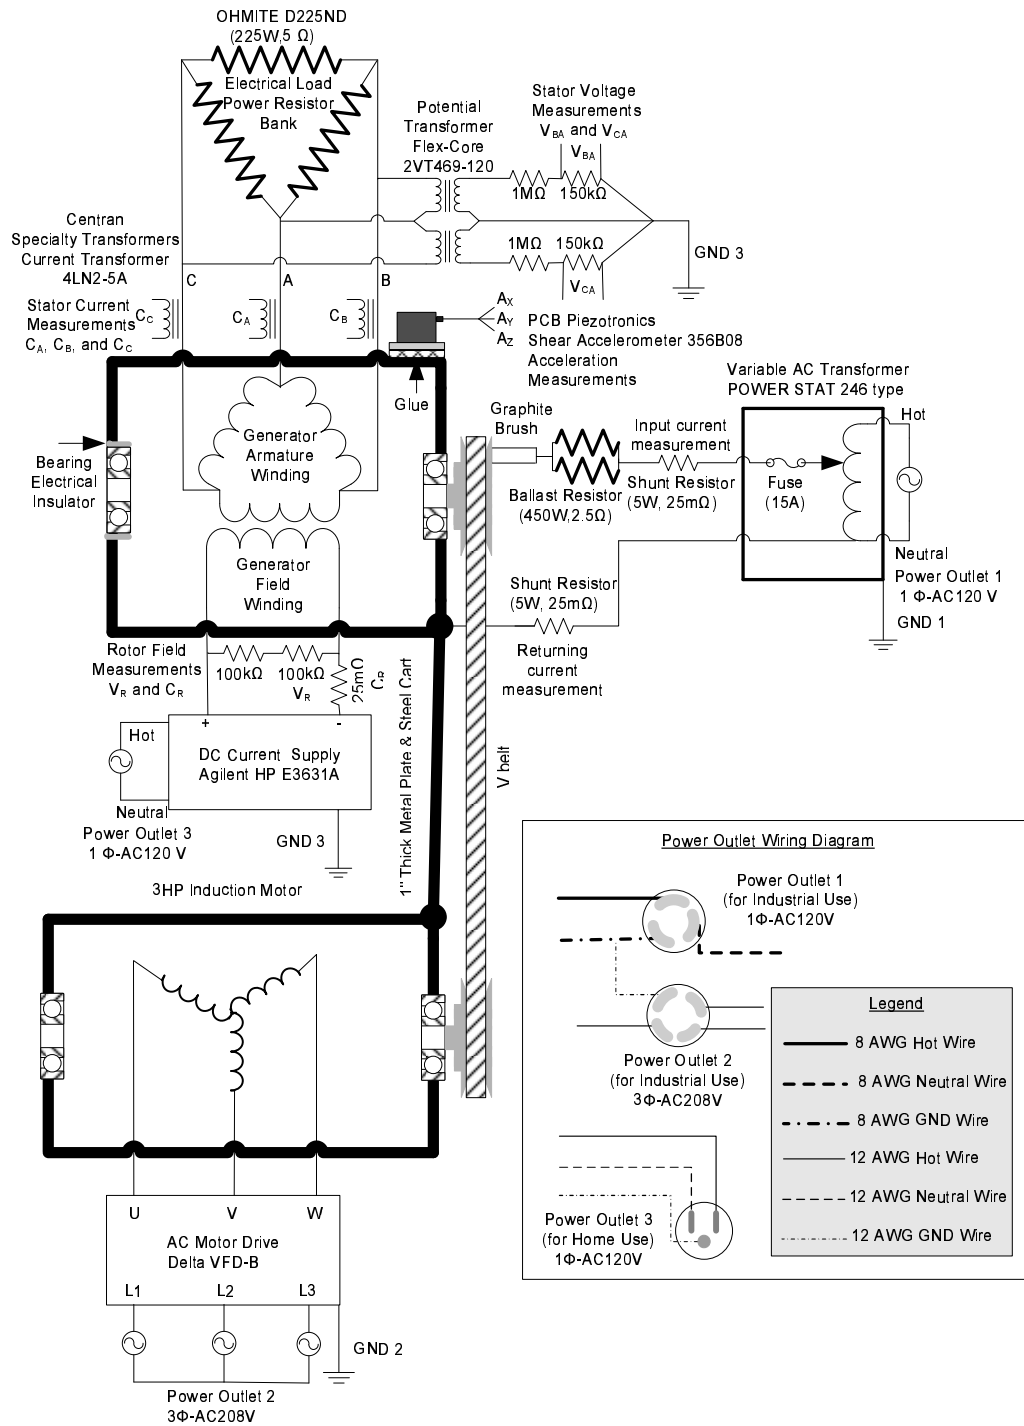 OHMITE D225ND
(225W,5 Ω)
Electrical Load
Power Resistor
Bank
Potential
Transformer
Flex-Core
2VT469-120
Stator Voltage
Measurements
VBA and VCA
VBA
1MΩ
150kΩ
1MΩ
150kΩ
VCA
GND 3
Centran
Specialty Transformers
Current Transformer
4LN2-5A
C
A
B
Stator Current
Measurements
CA, CB, and CC
CC
CA
CB
AX
AY
AZ
PCB Piezotronics
Shear Accelerometer 356B08
Acceleration
Measurements
Glue
Variable AC Transformer
POWER STAT 246 type
Hot
Graphite
Brush
Input current
measurement
Ballast Resistor
(450W,2.5Ω)
Shunt Resistor
(5W, 25mΩ)
Fuse
(15A)
Neutral
Power Outlet 1
1 Φ-AC120 V
GND 1
Bearing
Electrical
Insulator
Generator
Armature
Winding
Generator
Field
Winding
Shunt Resistor
(5W, 25mΩ)
Returning
current
measurement
Rotor Field
Measurements
VR and CR
100kΩ
100kΩ
VR
25mΩ
CR
1" Thick Metal Plate & Steel Cart
V belt
+
-
Hot
DC Current Supply
Agilent HP E3631A
Neutral
Power Outlet 3
1 Φ-AC120 V
GND 3
3HP Induction Motor
U
V
W
AC Motor Drive
Delta VFD-B
L1
L2
L3
GND 2
Power Outlet 2
3Φ-AC208V
Power Outlet Wiring Diagram
Power Outlet 1
(for Industrial Use)
1Φ-AC120V
Power Outlet 2
(for Industrial Use)
3Φ-AC208V
Power Outlet 3
(for Home Use)
1Φ-AC120V
Legend
8 AWG Hot Wire
8 AWG Neutral Wire
8 AWG GND Wire
12 AWG Hot Wire
12 AWG Neutral Wire
12 AWG GND Wire